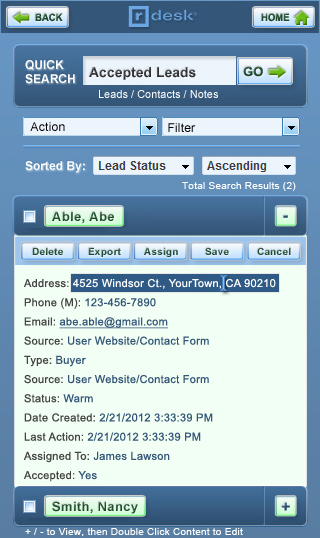 BACK
r desk®
HOME
QUICK SEARCH
Accepted Leads
GO
Leads / Contacts / Notes
Action
Filter
Sorted By:
Lead Status
Ascending
Total Search Results (2)
Able, Abe
-
Delete Export Assign Save Cancel
Address: 4525 Windsor Ct., YourTown, CA 90210
Phone (M): 123-456-7890
Email: abe.able@gmail.com
Source: User Website/Contact Form
Type: Buyer
Source: User Website/Contact Form
Status: Warm
Date Created: 2/21/2012 3:33:39 PM
Last Action: 2/21/2012 3:33:39 PM
Assigned To: James Lawson
Accepted: Yes
Smith, Nancy
+
+ / - to View, then Double Click Content to Edit